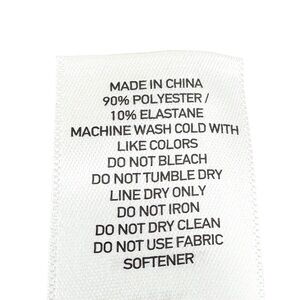 MADE IN CHINA
90% POLYESTER /
10% ELASTANE
MACHINE WASH COLD WITH
LIKE COLORS
DO NOT BLEACH
DO NOT TUMBLE DRY
LINE DRY ONLY
DO NOT IRON
DO NOT DRY CLEAN
DO NOT USE FABRIC
SOFTENER